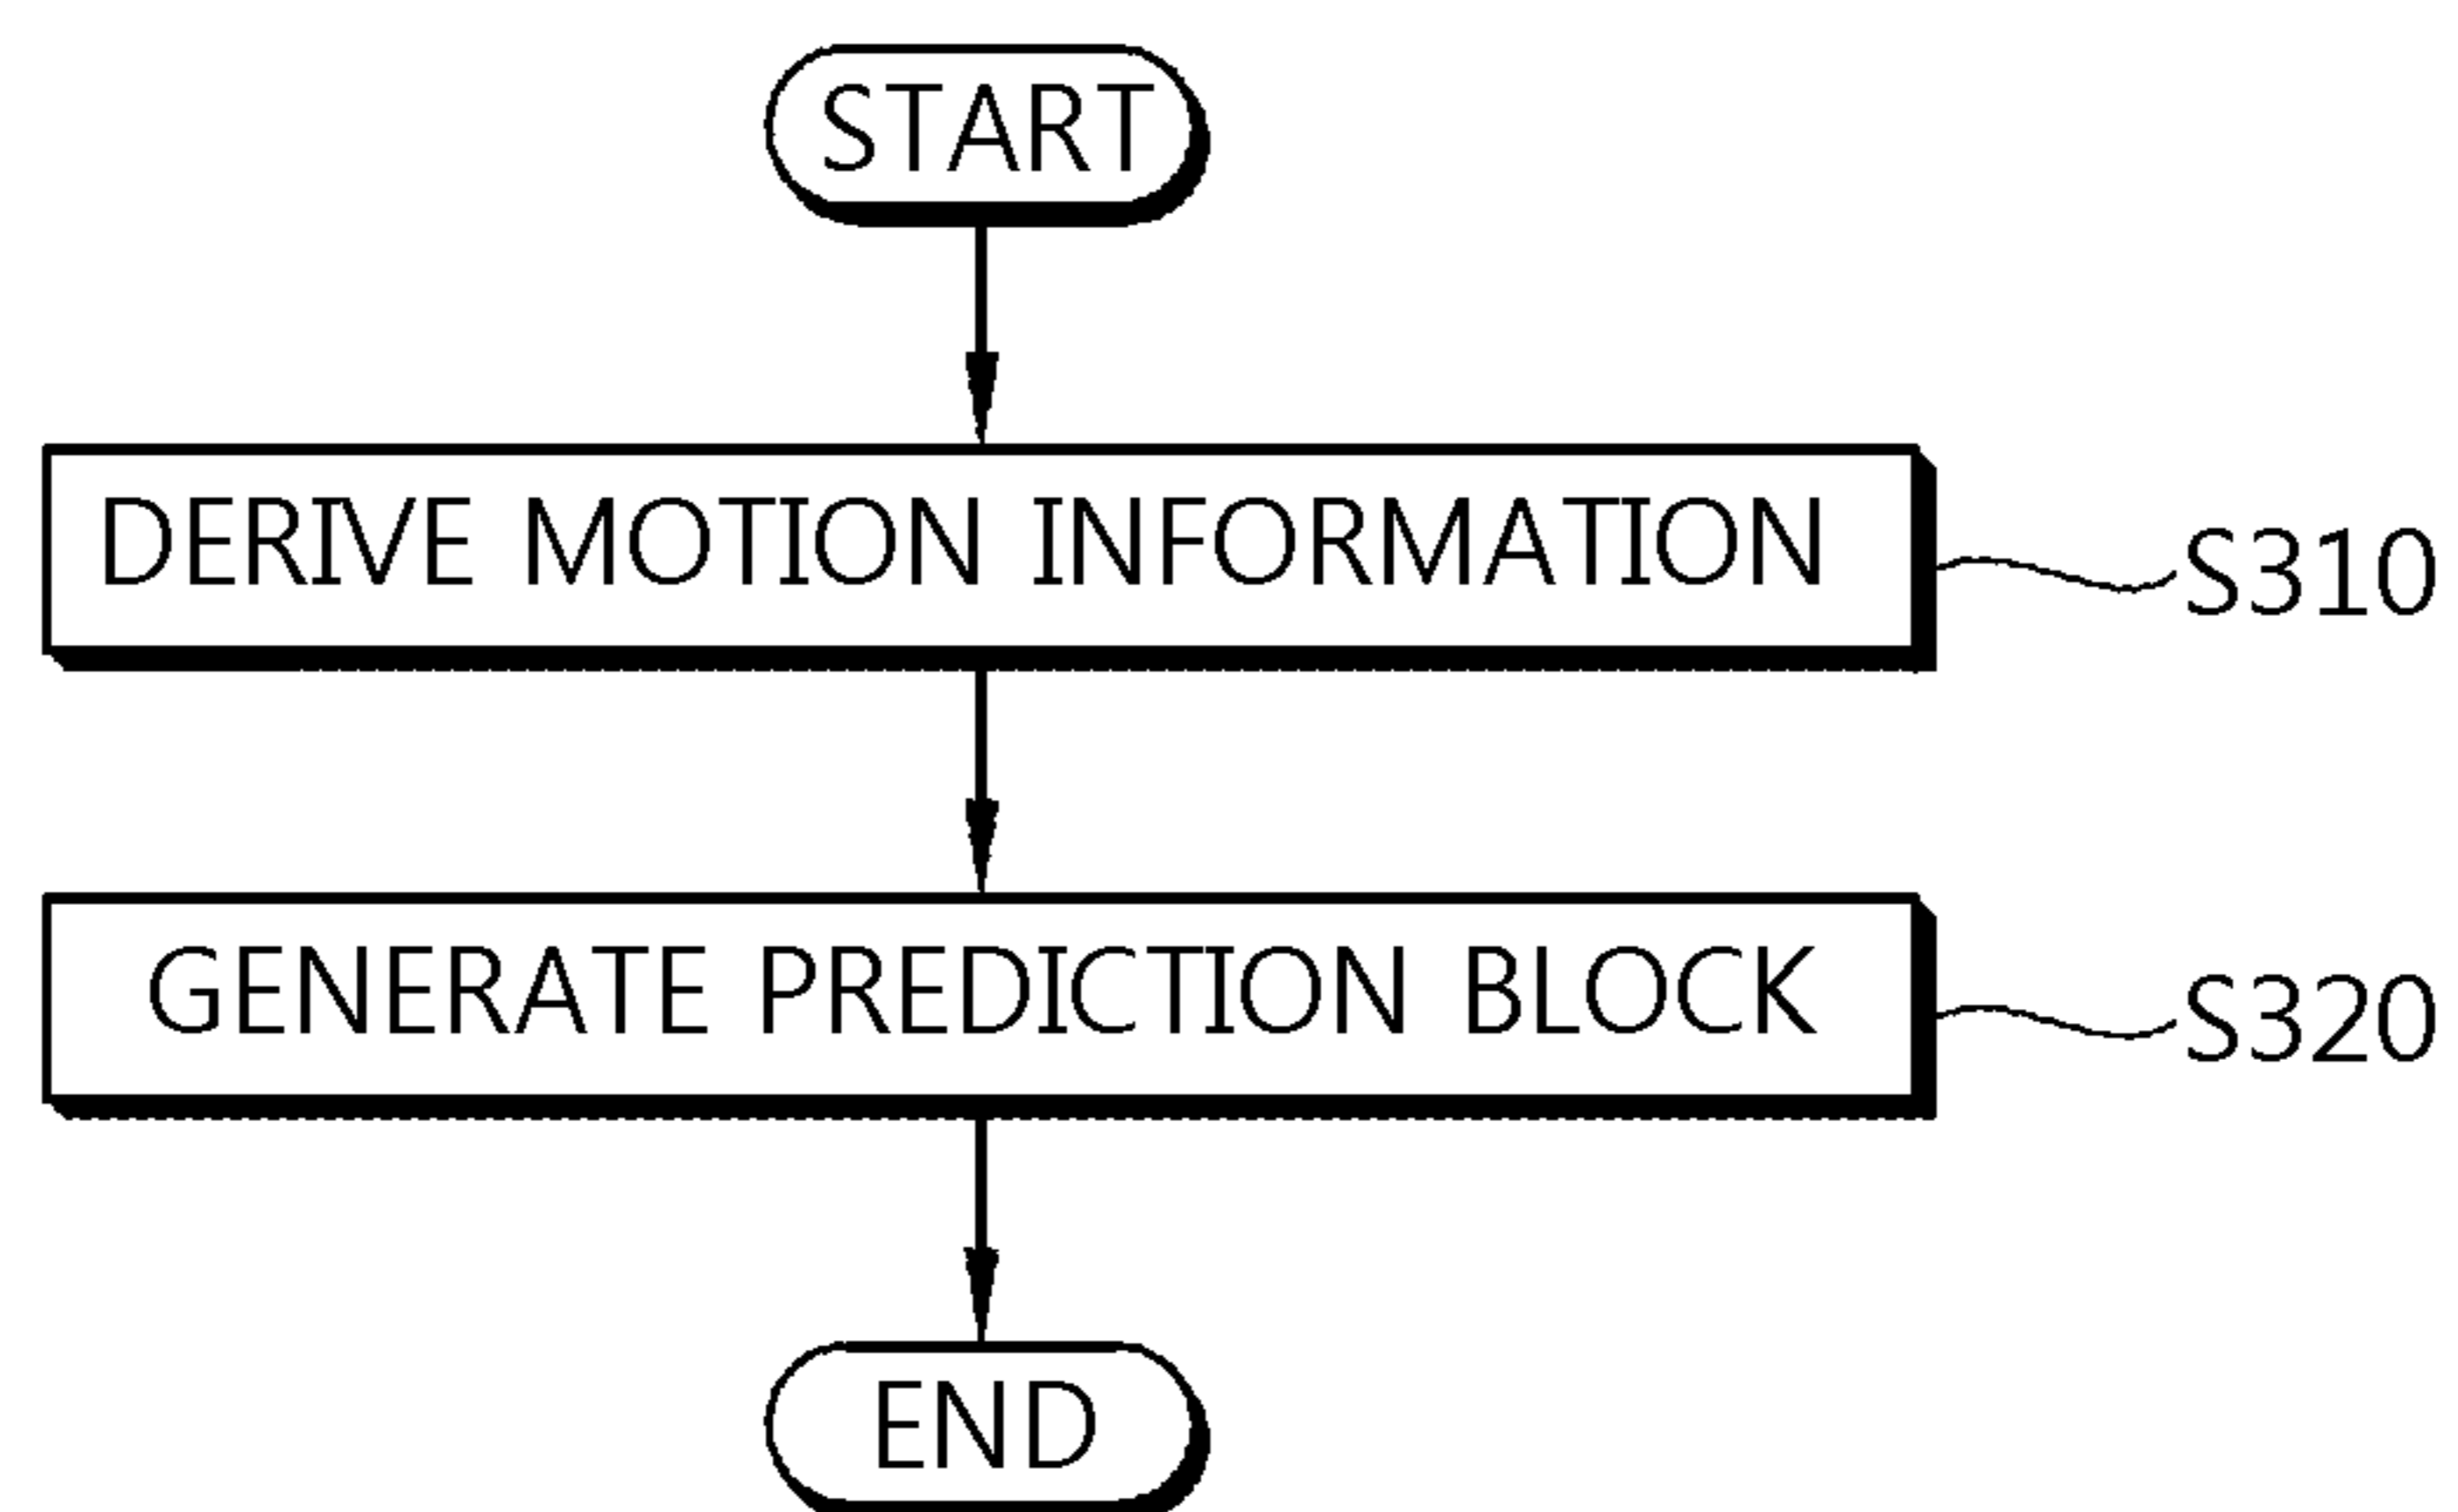 START
DERIVE MOTION INFORMATION
S310
GENERATE PREDICTION BLOCK
S320
END